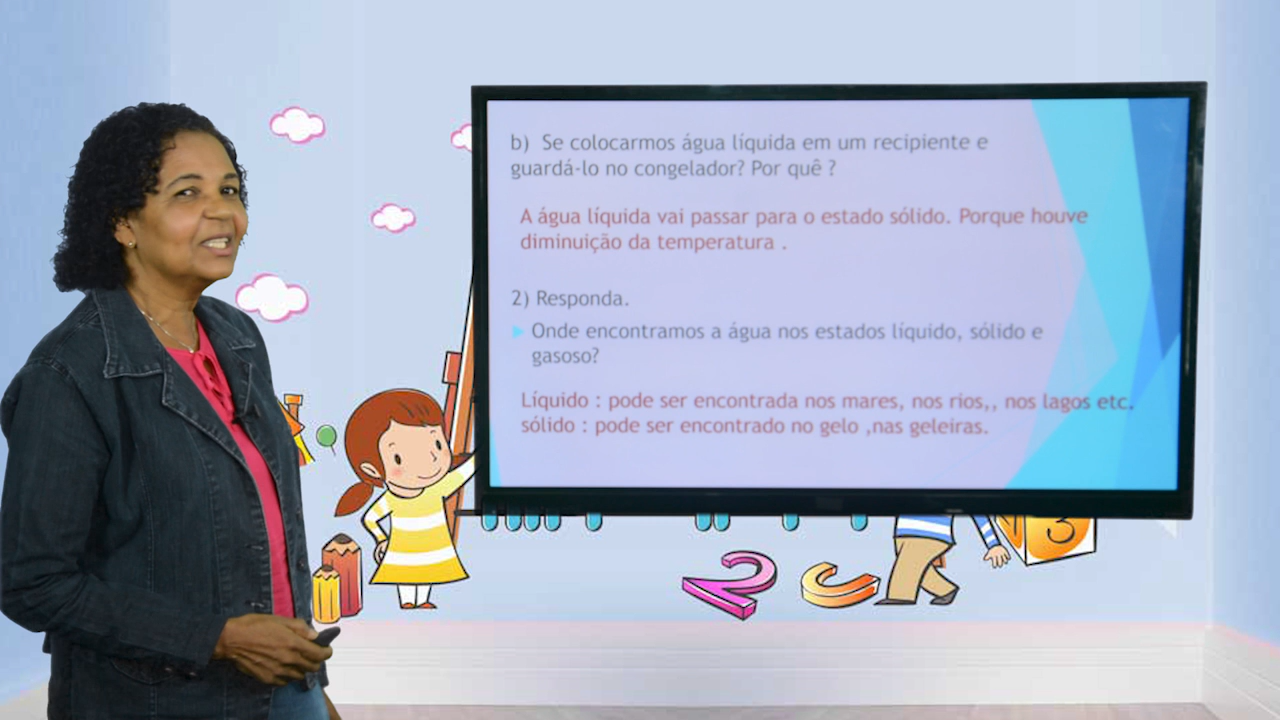 b) Se colocarmos água líquida em um recipiente e
guardá-lo no congelador? Por quê ?
A água líquida vai passar para o estado sólido. Porque houve
diminuição da temperatura .
2) Responda.
Onde encontramos a água nos estados líquido, sólido e
gasoso?
Líquido : pode ser encontrada nos mares, nos rios,, nos lagos etc.
sólido : pode ser encontrado no gelo ,nas geleiras.
2
3